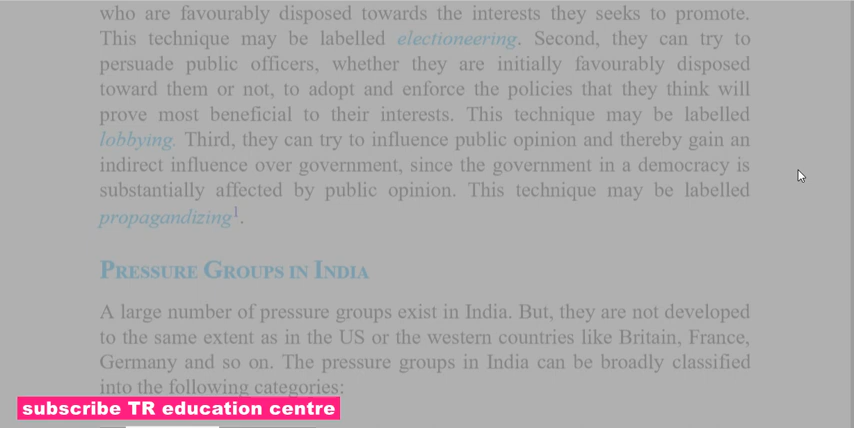 who are favourably disposed towards the interests they seeks to promote.
This technique may be labelled electioneering. Second, they can try to
persuade public officers, whether they are initially favourably disposed
toward them or not, to adopt and enforce the policies that they think will
prove most beneficial to their interests. This technique may be labelled
lobbying. Third, they can try to influence public opinion and thereby gain an
indirect influence over government, since the government in a democracy is
substantially affected by public opinion. This technique may be labelled
propagandizing1.
PRESSURE GROUPS IN INDIA
A large number of pressure groups exist in India. But, they are not developed
to the same extent as in the US or the western countries like Britain, France,
Germany and so on. The pressure groups in India can be broadly classified
into the following categories:
subscribe TR education centre